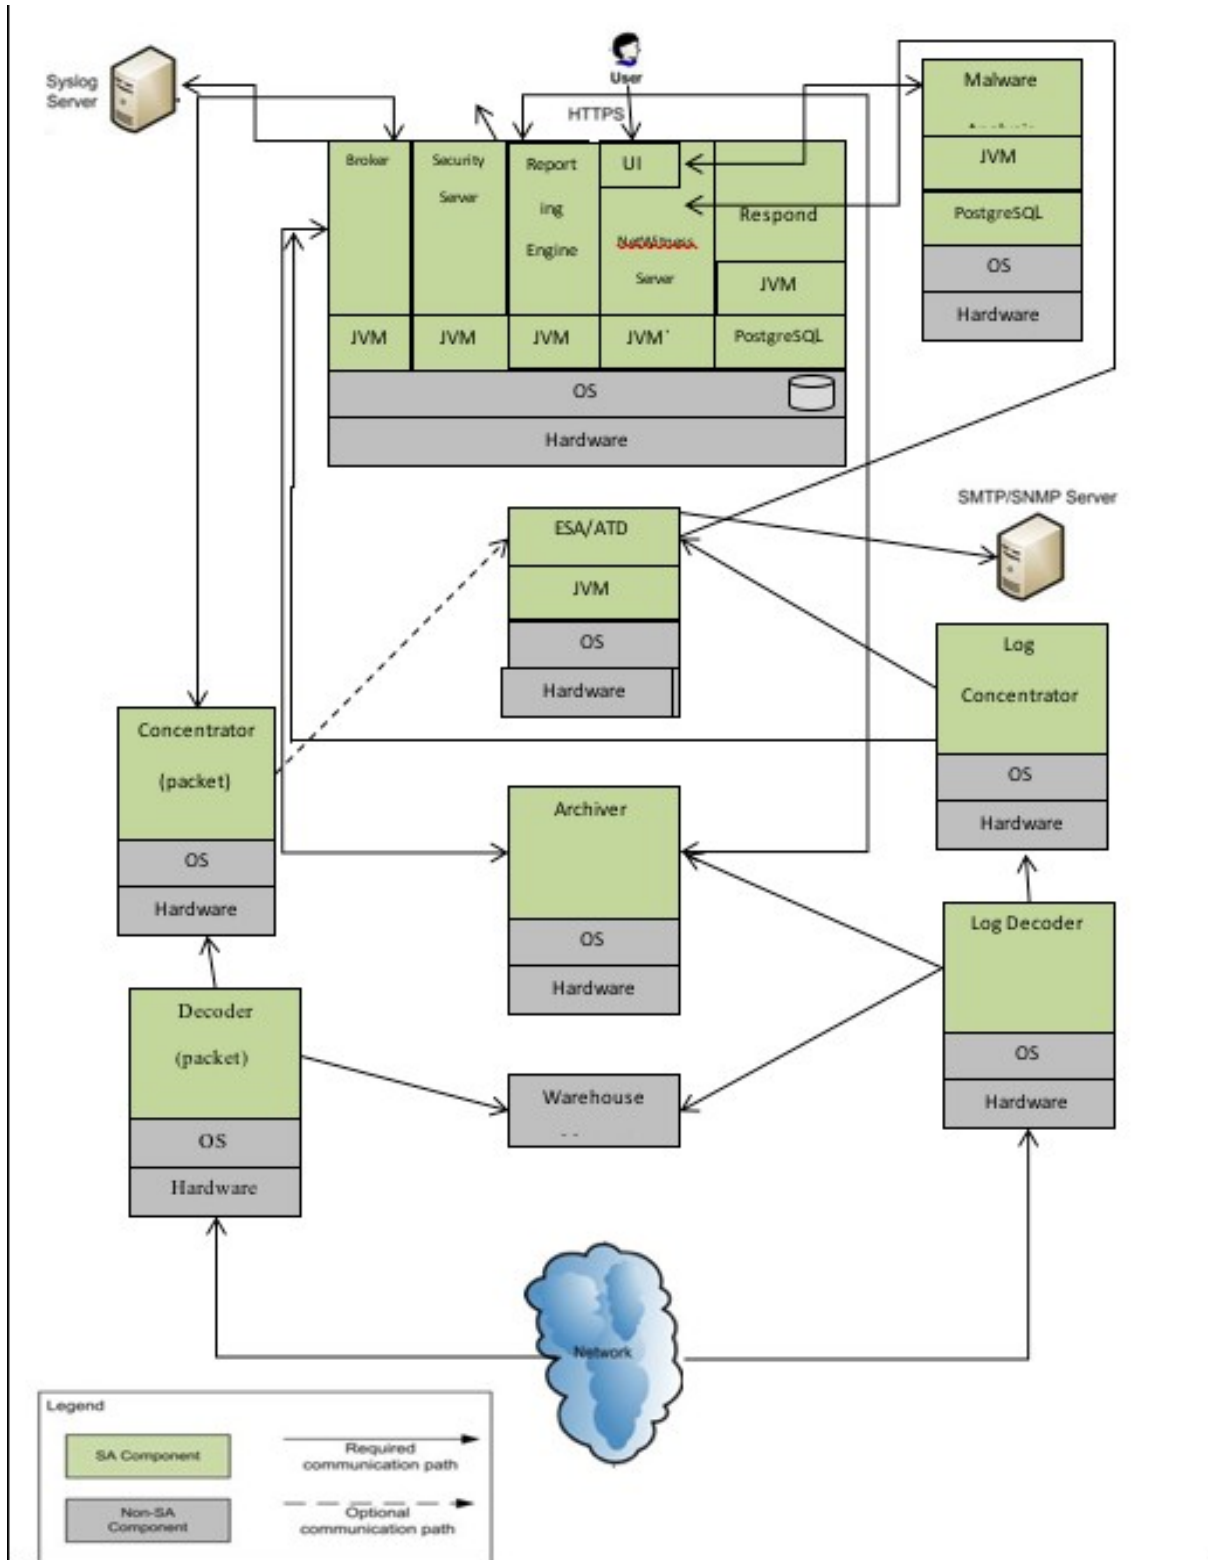 Syslog
Server
User
HTTPS
Malware
JVM
PostgreSQL
OS
Hardware
Broker
JVM
Security
Server
JVM
Report
ing
Engine
JVM
UI
NetWitness
Server
JVM`
Respond
JVM
PostgreSQL
OS
Hardware
SMTP/SNMP Server
ESA/ATD
JVM
OS
Hardware
Log
Concentrator
OS
Hardware
Concentrator
(packet)
OS
Hardware
Archiver
OS
Hardware
Log Decoder
OS
Hardware
Decoder
(packet)
OS
Hardware
Warehouse
Network
Legend
SA Component
Required
communication path
Non-SA
Component
Optional
communication path